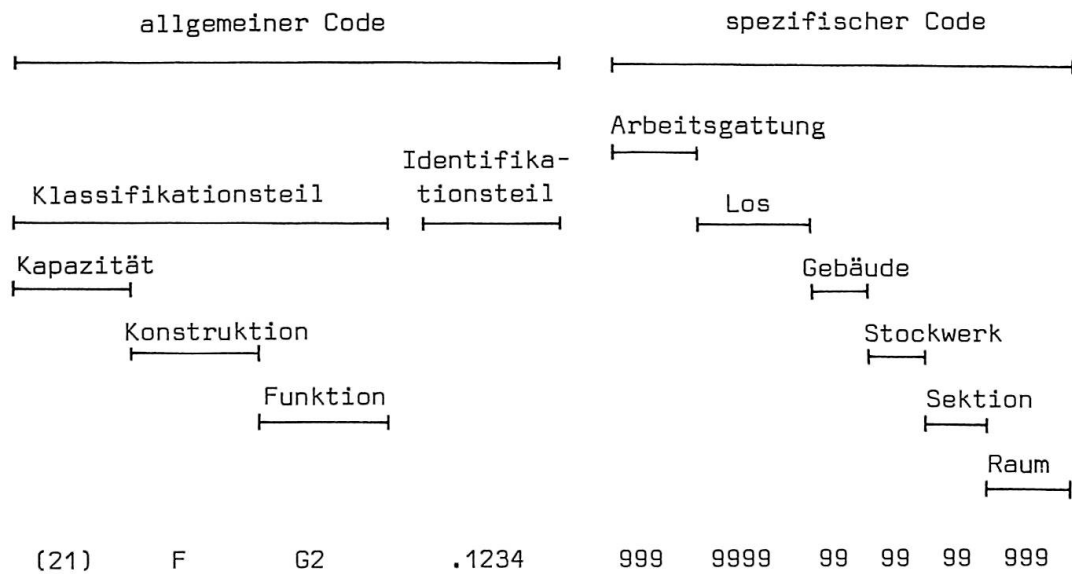 allgemeiner Code
spezifischer Code
Arbeitsgattung
Identifika-
Klassifikationsteil tionsteil
Los
Kapazität
Gebäude
Konstruktion
Stockwerk
Funktion
Sektion
Raum
(21) F G2 .1234 999 9999 99 99 99 999